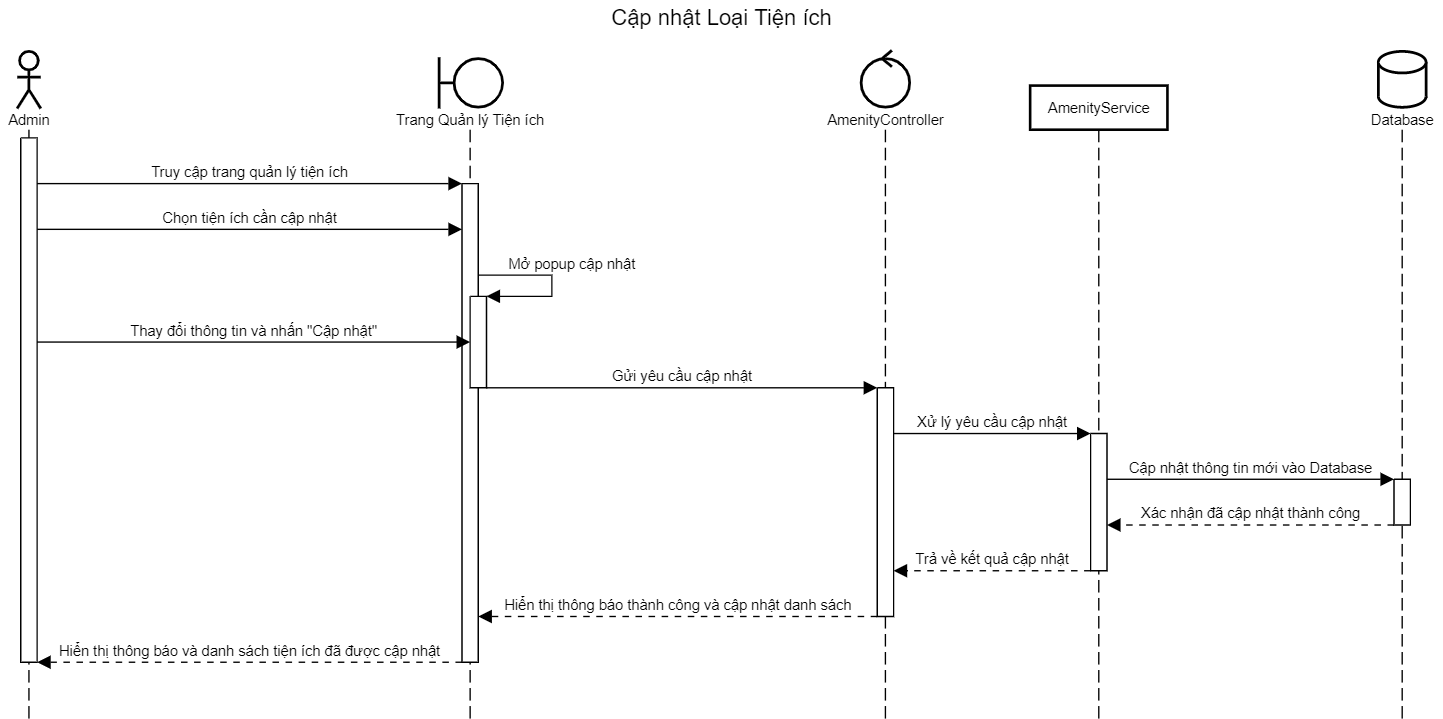 Cập nhật Loại Tiện ích
Admin
Trang Quản lý Tiện ích
AmenityController
AmenityService
Database
Truy cập trang quản lý tiện ích
Chọn tiện ích cần cập nhật
Mở popup cập nhật
Thay đổi thông tin và nhấn "Cập nhật"
Gửi yêu cầu cập nhật
Xử lý yêu cầu cập nhật
Cập nhật thông tin mới vào Database
Xác nhận đã cập nhật thành công
Trả về kết quả cập nhật
Hiển thị thông báo thành công và cập nhật danh sách
Hiển thị thông báo và danh sách tiện ích đã được cập nhật